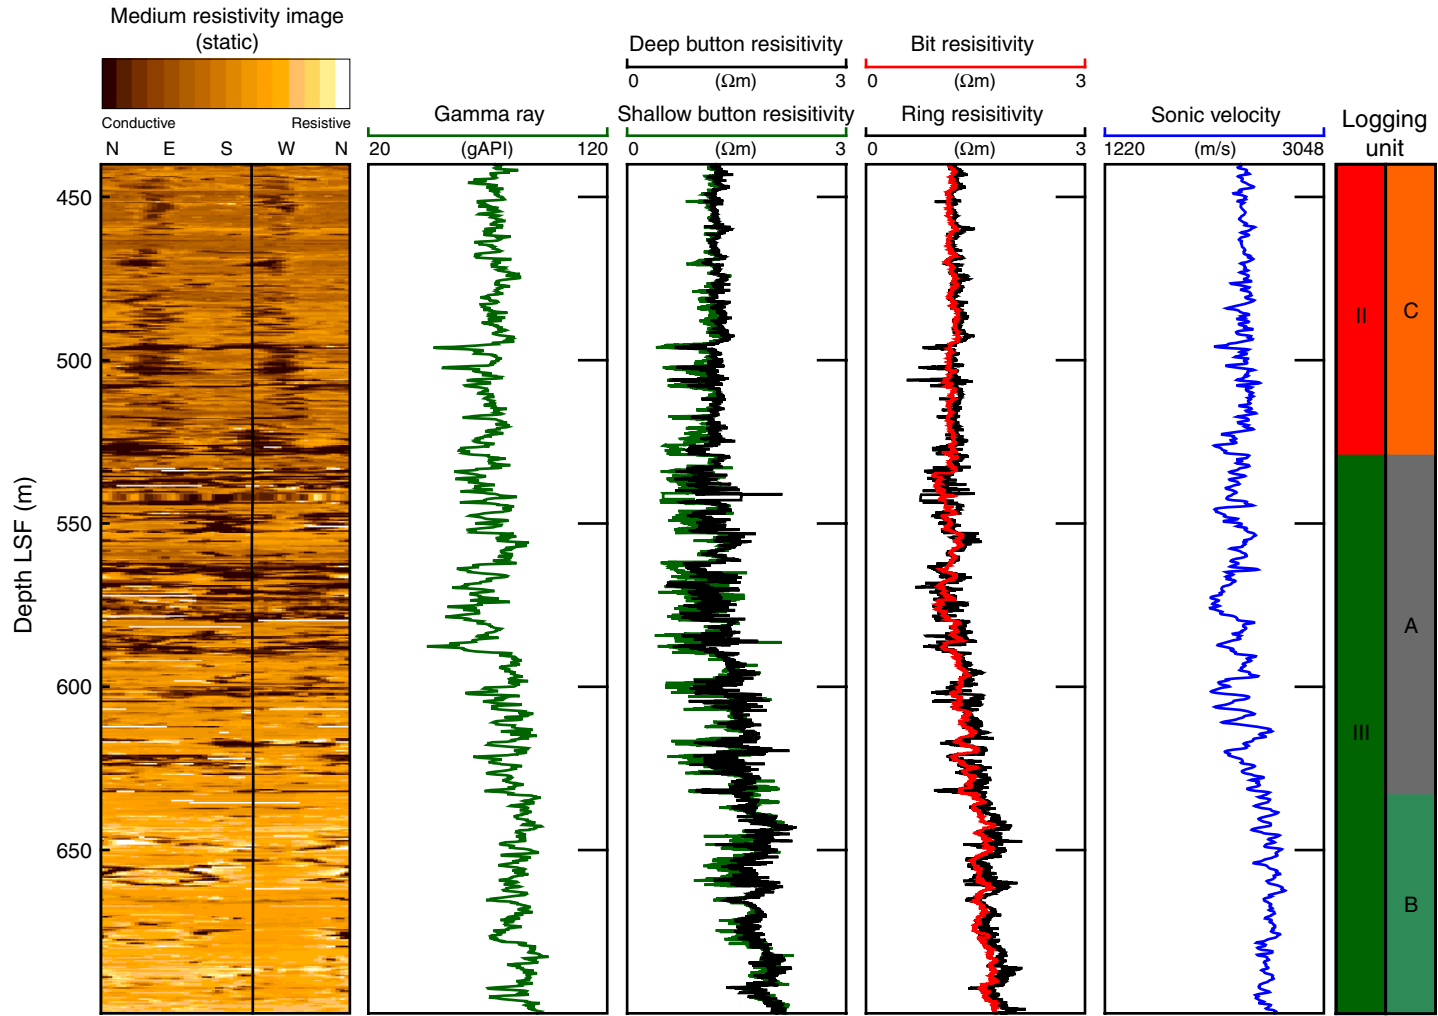 Medium resistivity image
(static)
Conductive Resistive
N E S W N
Gamma ray
20 (gAPI) 120
Deep button resisitivity
0 (Ωm) 3
Shallow button resisitivity
0 (Ωm) 3
Bit resisitivity
0 (Ωm) 3
Ring resisitivity
0 (Ωm) 3
Sonic velocity
1220 (m/s) 3048
Logging
unit
Depth LSF (m)
450
500
550
600
650
II
III
C
A
B